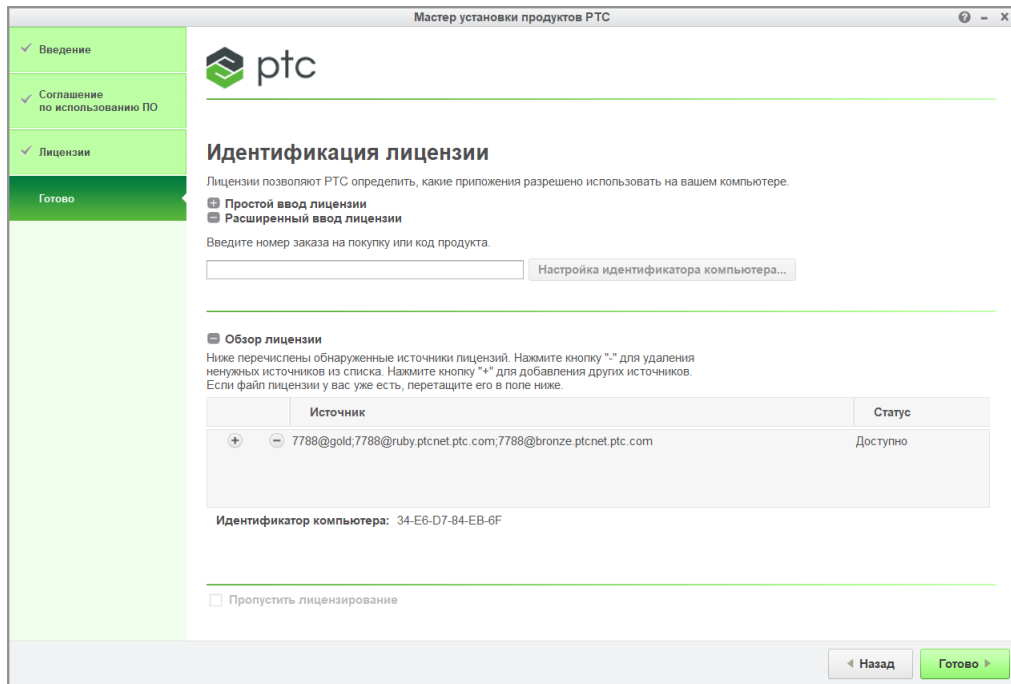 Мастер установки продуктов PTC
Введение
Соглашение
по использованию ПО
Лицензии
Готово
ptc
Идентификация лицензии
Лицензии позволяют PTC определить, какие приложения разрешено использовать на вашем компьютере.
Простой ввод лицензии
Расширенный ввод лицензии
Введите номер заказа на покупку или код продукта.
Настройка идентификатора компьютера...
Обзор лицензии
Ниже перечислены обнаруженные источники лицензий. Нажмите кнопку "-" для удаления
ненужных источников из списка. Нажмите кнопку "+" для добавления других источников.
Если файл лицензии у вас уже есть, перетащите его в поле ниже.
Источник Статус
7788@gold;7788@ruby.ptcnet.ptc.com;7788@bronze.ptcnet.ptc.com Доступно
Идентификатор компьютера: 34-E6-D7-84-EB-6F
Пропустить лицензирование
Назад Готово